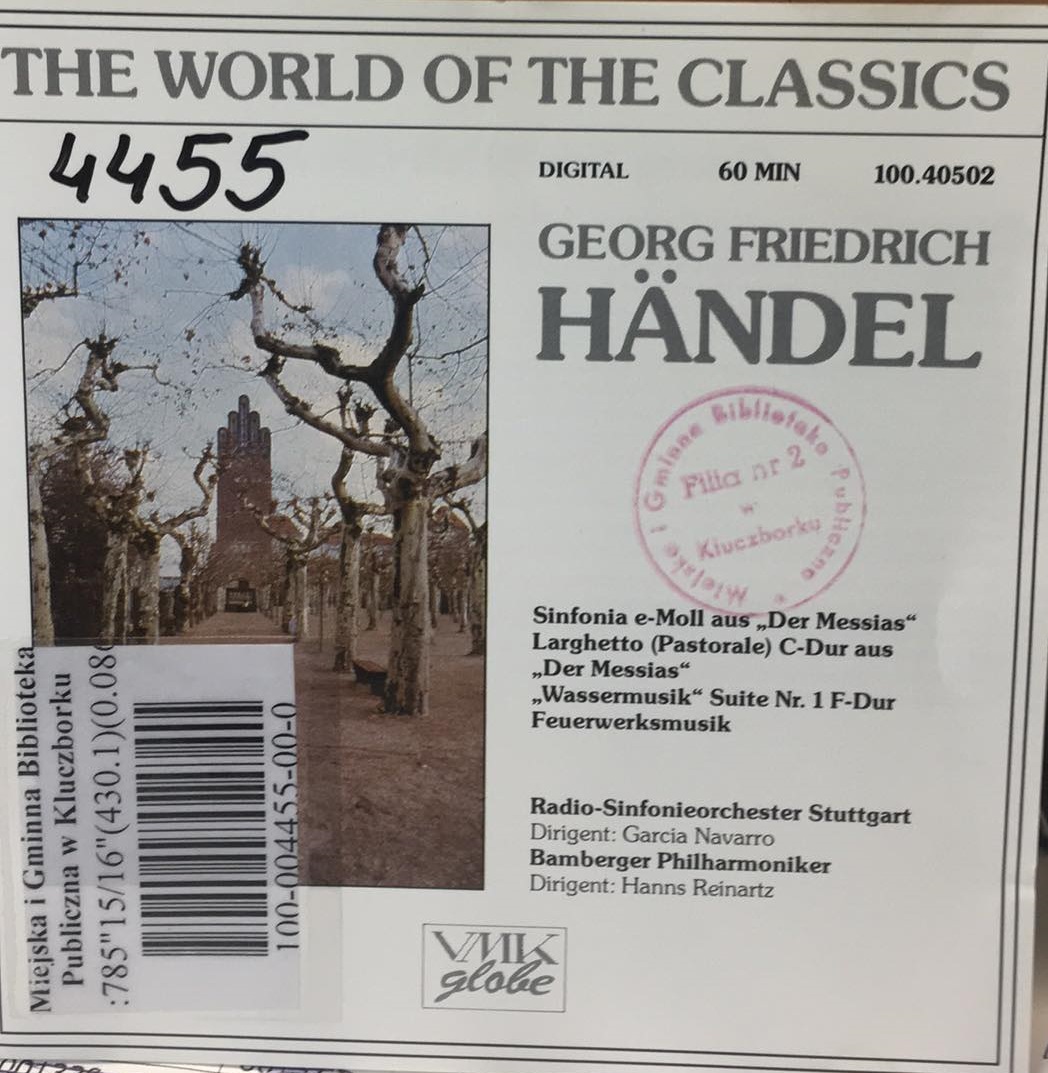 THE WORLD OF THE CLASSICS
4455
DIGITAL 60 MIN 100.40502
GEORG FRIEDRICH
HÄNDEL
Miejska i Gminna Biblioteka Publiczna
Filia nr 2
w
Kluczborku
Sinfonia e-Moll aus „Der Messias“
Larghetto (Pastorale) C-Dur aus
„Der Messias“
„Wassermusik“ Suite Nr. 1 F-Dur
Feuerwerksmusik
Radio-Sinfonieorchester Stuttgart
Dirigent: Garcia Navarro
Bamberger Philharmoniker
Dirigent: Hanns Reinartz
Miejska i Gminna Biblioteka
Publiczna w Kluczborku
:785"15/16"(430.1)(0.08
100-004455-00-0
VMK
globe